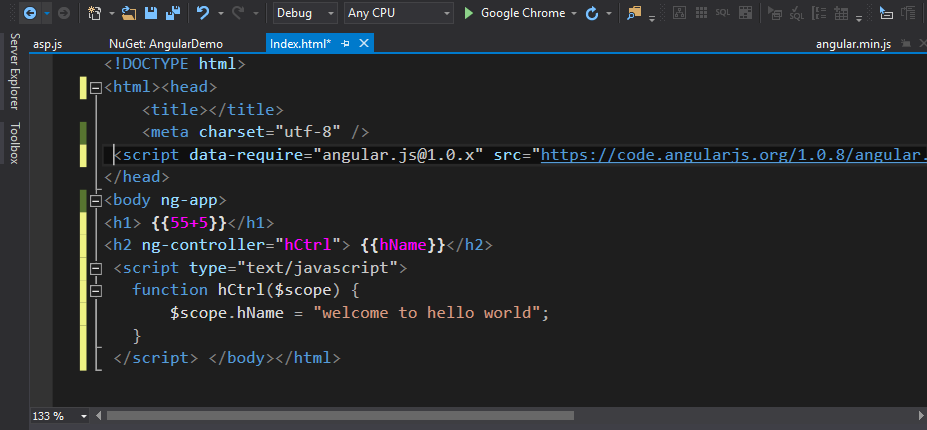 Debug Any CPU Google Chrome
asp.js NuGet: AngularDemo Index.html* angular.min.js
Server Explorer
Toolbox
<!DOCTYPE html>
<html><head>
    <title></title>
    <meta charset="utf-8" />
 <script data-require="angular.js@1.0.x" src="https://code.angularjs.org/1.0.8/angular.
</head>
<body ng-app>
<h1> {{55+5}}</h1>
<h2 ng-controller="hCtrl"> {{hName}}</h2>
 <script type="text/javascript">
   function hCtrl($scope) {
       $scope.hName = "welcome to hello world";
   }
 </script> </body></html>
133 %